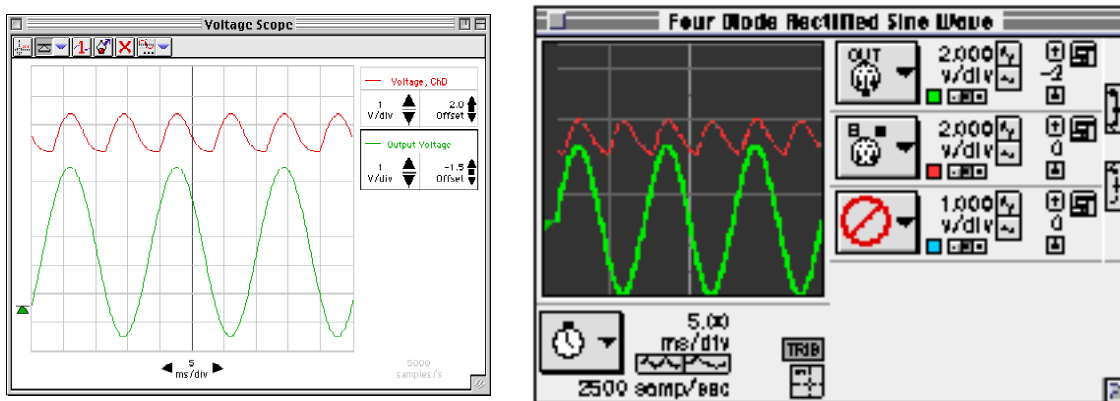 Voltage Scope
Voltage, ChD
1 2.0
V/div Offset
Output Voltage
1 -1.5
V/div Offset
5
ms/div
5000
samples/s
Four Diode Rectified Sine Wave
OUT 2.000
v/div -2
B 2.000
v/div 0
1.000
v/div 0
5.00
ms/div
2500 samp/sec
TRIG